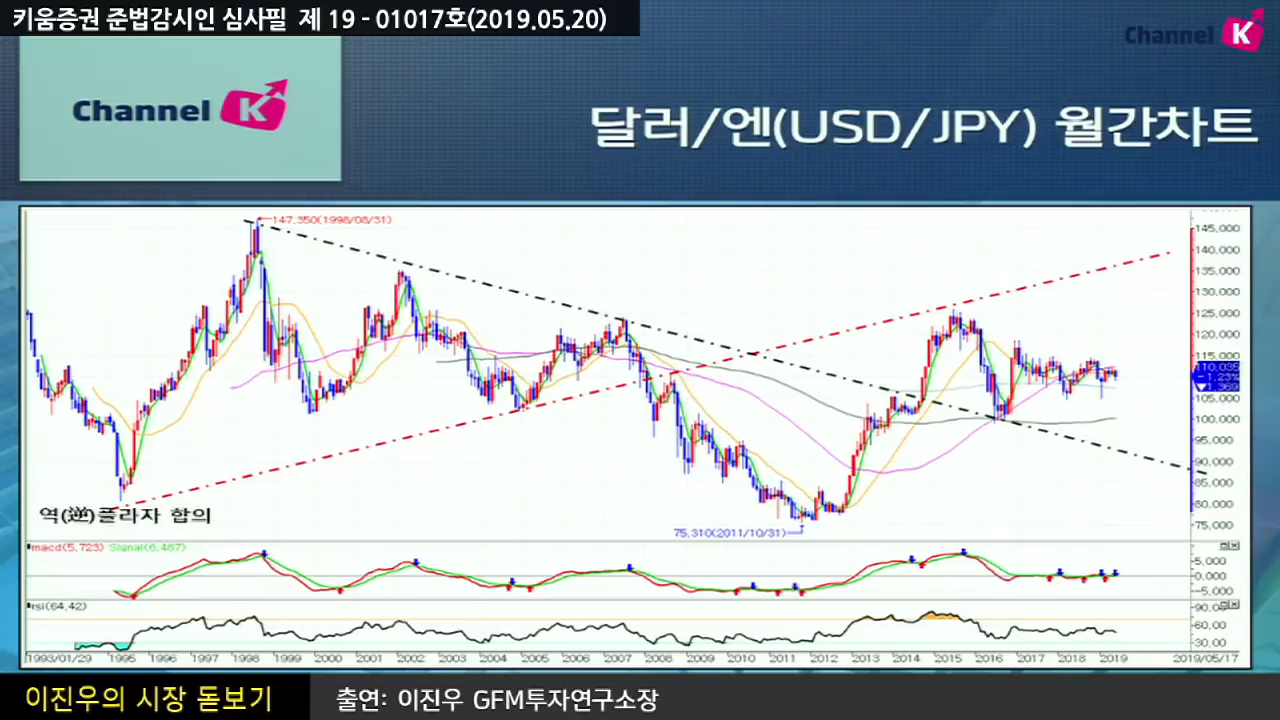 키움증권 준법감시인 심사필 제 19 - 01017호(2019.05.20)
Channel K
Channel K
달러/엔(USD/JPY) 월간차트
147,350(1998/08/31)
145,000
140,000
135,000
130,000
125,000
120,000
115,000
110,035
-1.23%
105,000
100,000
95,000
90,000
85,000
80,000
75,000
역(逆)플라자 합의
75,310(2011/10/31)
macd(5,723) Signal(6,467)
5,000
0,000
-5,000
rsi(64,42)
60,00
30,00
1993/01/29 1995 1996 1997 1998 1999 2000 2001 2002 2003 2004 2005 2006 2007 2008 2009 2010 2011 2012 2013 2014 2015 2016 2017 2018 2019 2019/05/17
이진우의 시장 돋보기
출연: 이진우 GFM투자연구소장